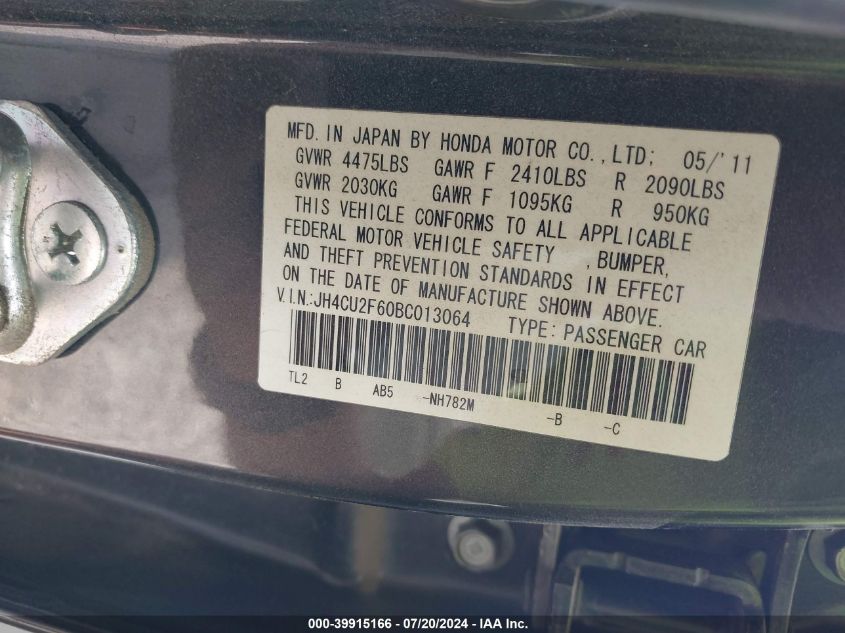 MFD. IN JAPAN BY HONDA MOTOR CO.,LTD; 05/'11
GVWR 4475LBS GAWR F 2410LBS R 2090LBS
GVWR 2030KG GAWR F 1095KG R 950KG
THIS VEHICLE CONFORMS TO ALL APPLICABLE
FEDERAL MOTOR VEHICLE SAFETY , BUMPER,
AND THEFT PREVENTION STANDARDS IN EFFECT
ON THE DATE OF MANUFACTURE SHOWN ABOVE.
V.I.N.:JH4CU2F60BC013064 TYPE: PASSENGER CAR
TL2 B AB5 -NH782M -B -C
000-39915166 - 07/20/2024 - IAA Inc.